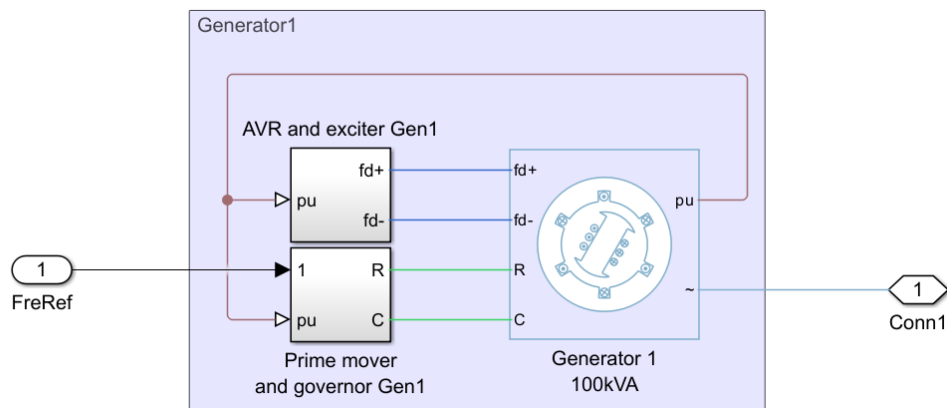 Generator1
AVR and exciter Gen1
fd+
fd+
pu
pu
fd-
fd-
1
1
R
R
~
1
FreRef
pu
C
C
Conn1
Prime mover
and governor Gen1
Generator 1
100kVA